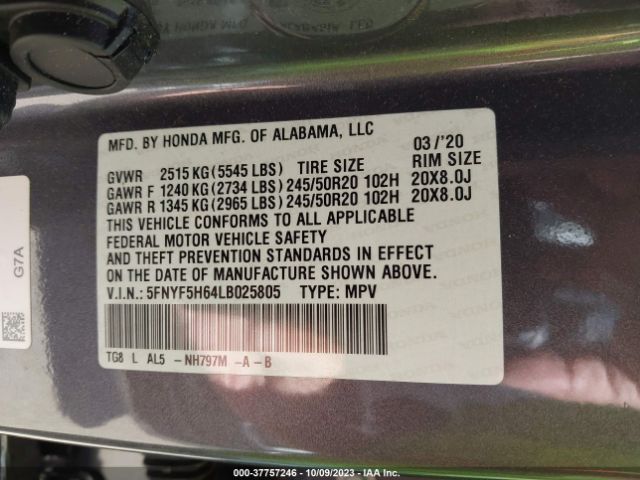 MFD. BY HONDA MFG. OF ALABAMA, LLC 03/'20
GVWR 2515 KG (5545 LBS) TIRE SIZE RIM SIZE
GAWR F 1240 KG (2734 LBS) 245/50R20 102H 20X8.0J
GAWR R 1345 KG (2965 LBS) 245/50R20 102H 20X8.0J
THIS VEHICLE CONFORMS TO ALL APPLICABLE
FEDERAL MOTOR VEHICLE SAFETY
AND THEFT PREVENTION STANDARDS IN EFFECT
ON THE DATE OF MANUFACTURE SHOWN ABOVE.
V.I.N.: 5FNYF5H64LB025805 TYPE: MPV
TG8 L AL5 -NH797M -A -B
G7A
000-37757246 - 10/09/2023 - IAA Inc.